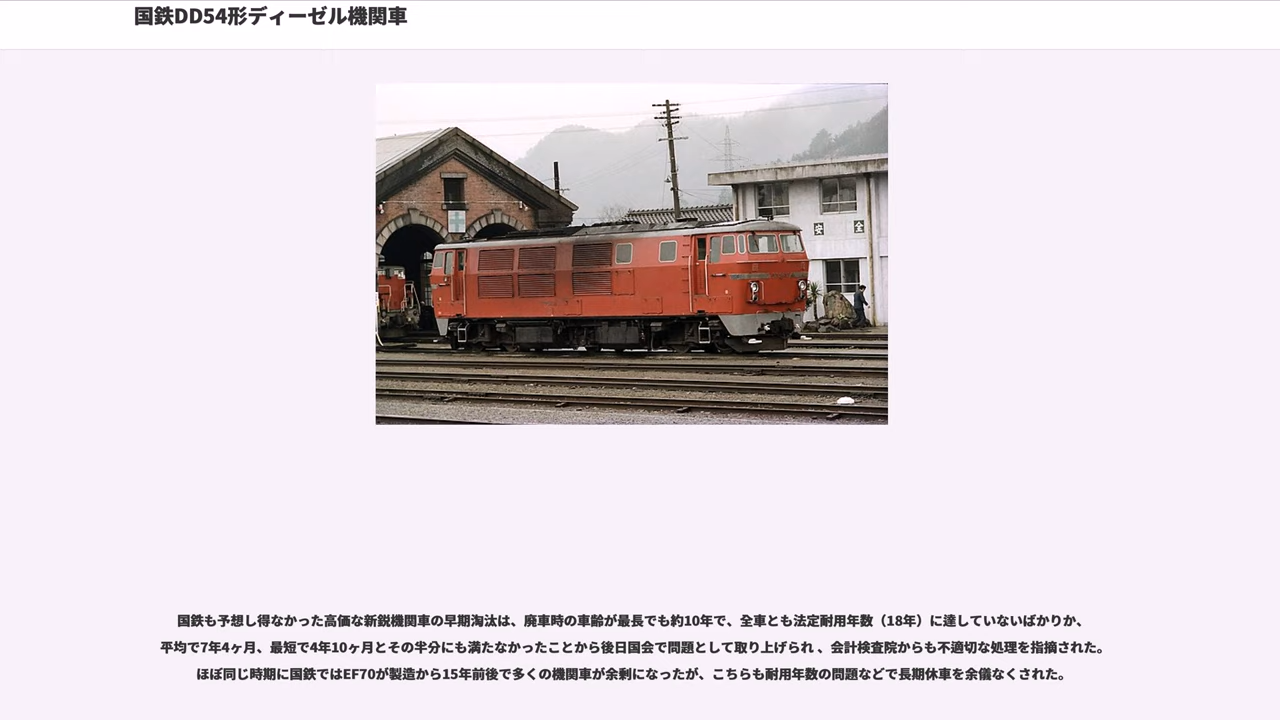 国鉄DD54形ディーゼル機関車
安
全
国鉄も予想し得なかった高価な新鋭機関車の早期淘汰は、廃車時の車齢が最長でも約10年で、全車とも法定耐用年数（18年）に達していないばかりか、
平均で7年4ヶ月、最短で4年10ヶ月とその半分にも満たなかったことから後日国会で問題として取り上げられ 、会計検査院からも不適切な処理を指摘された。
ほぼ同じ時期に国鉄ではEF70が製造から15年前後で多くの機関車が余剰になったが、こちらも耐用年数の問題などで長期休車を余儀なくされた。